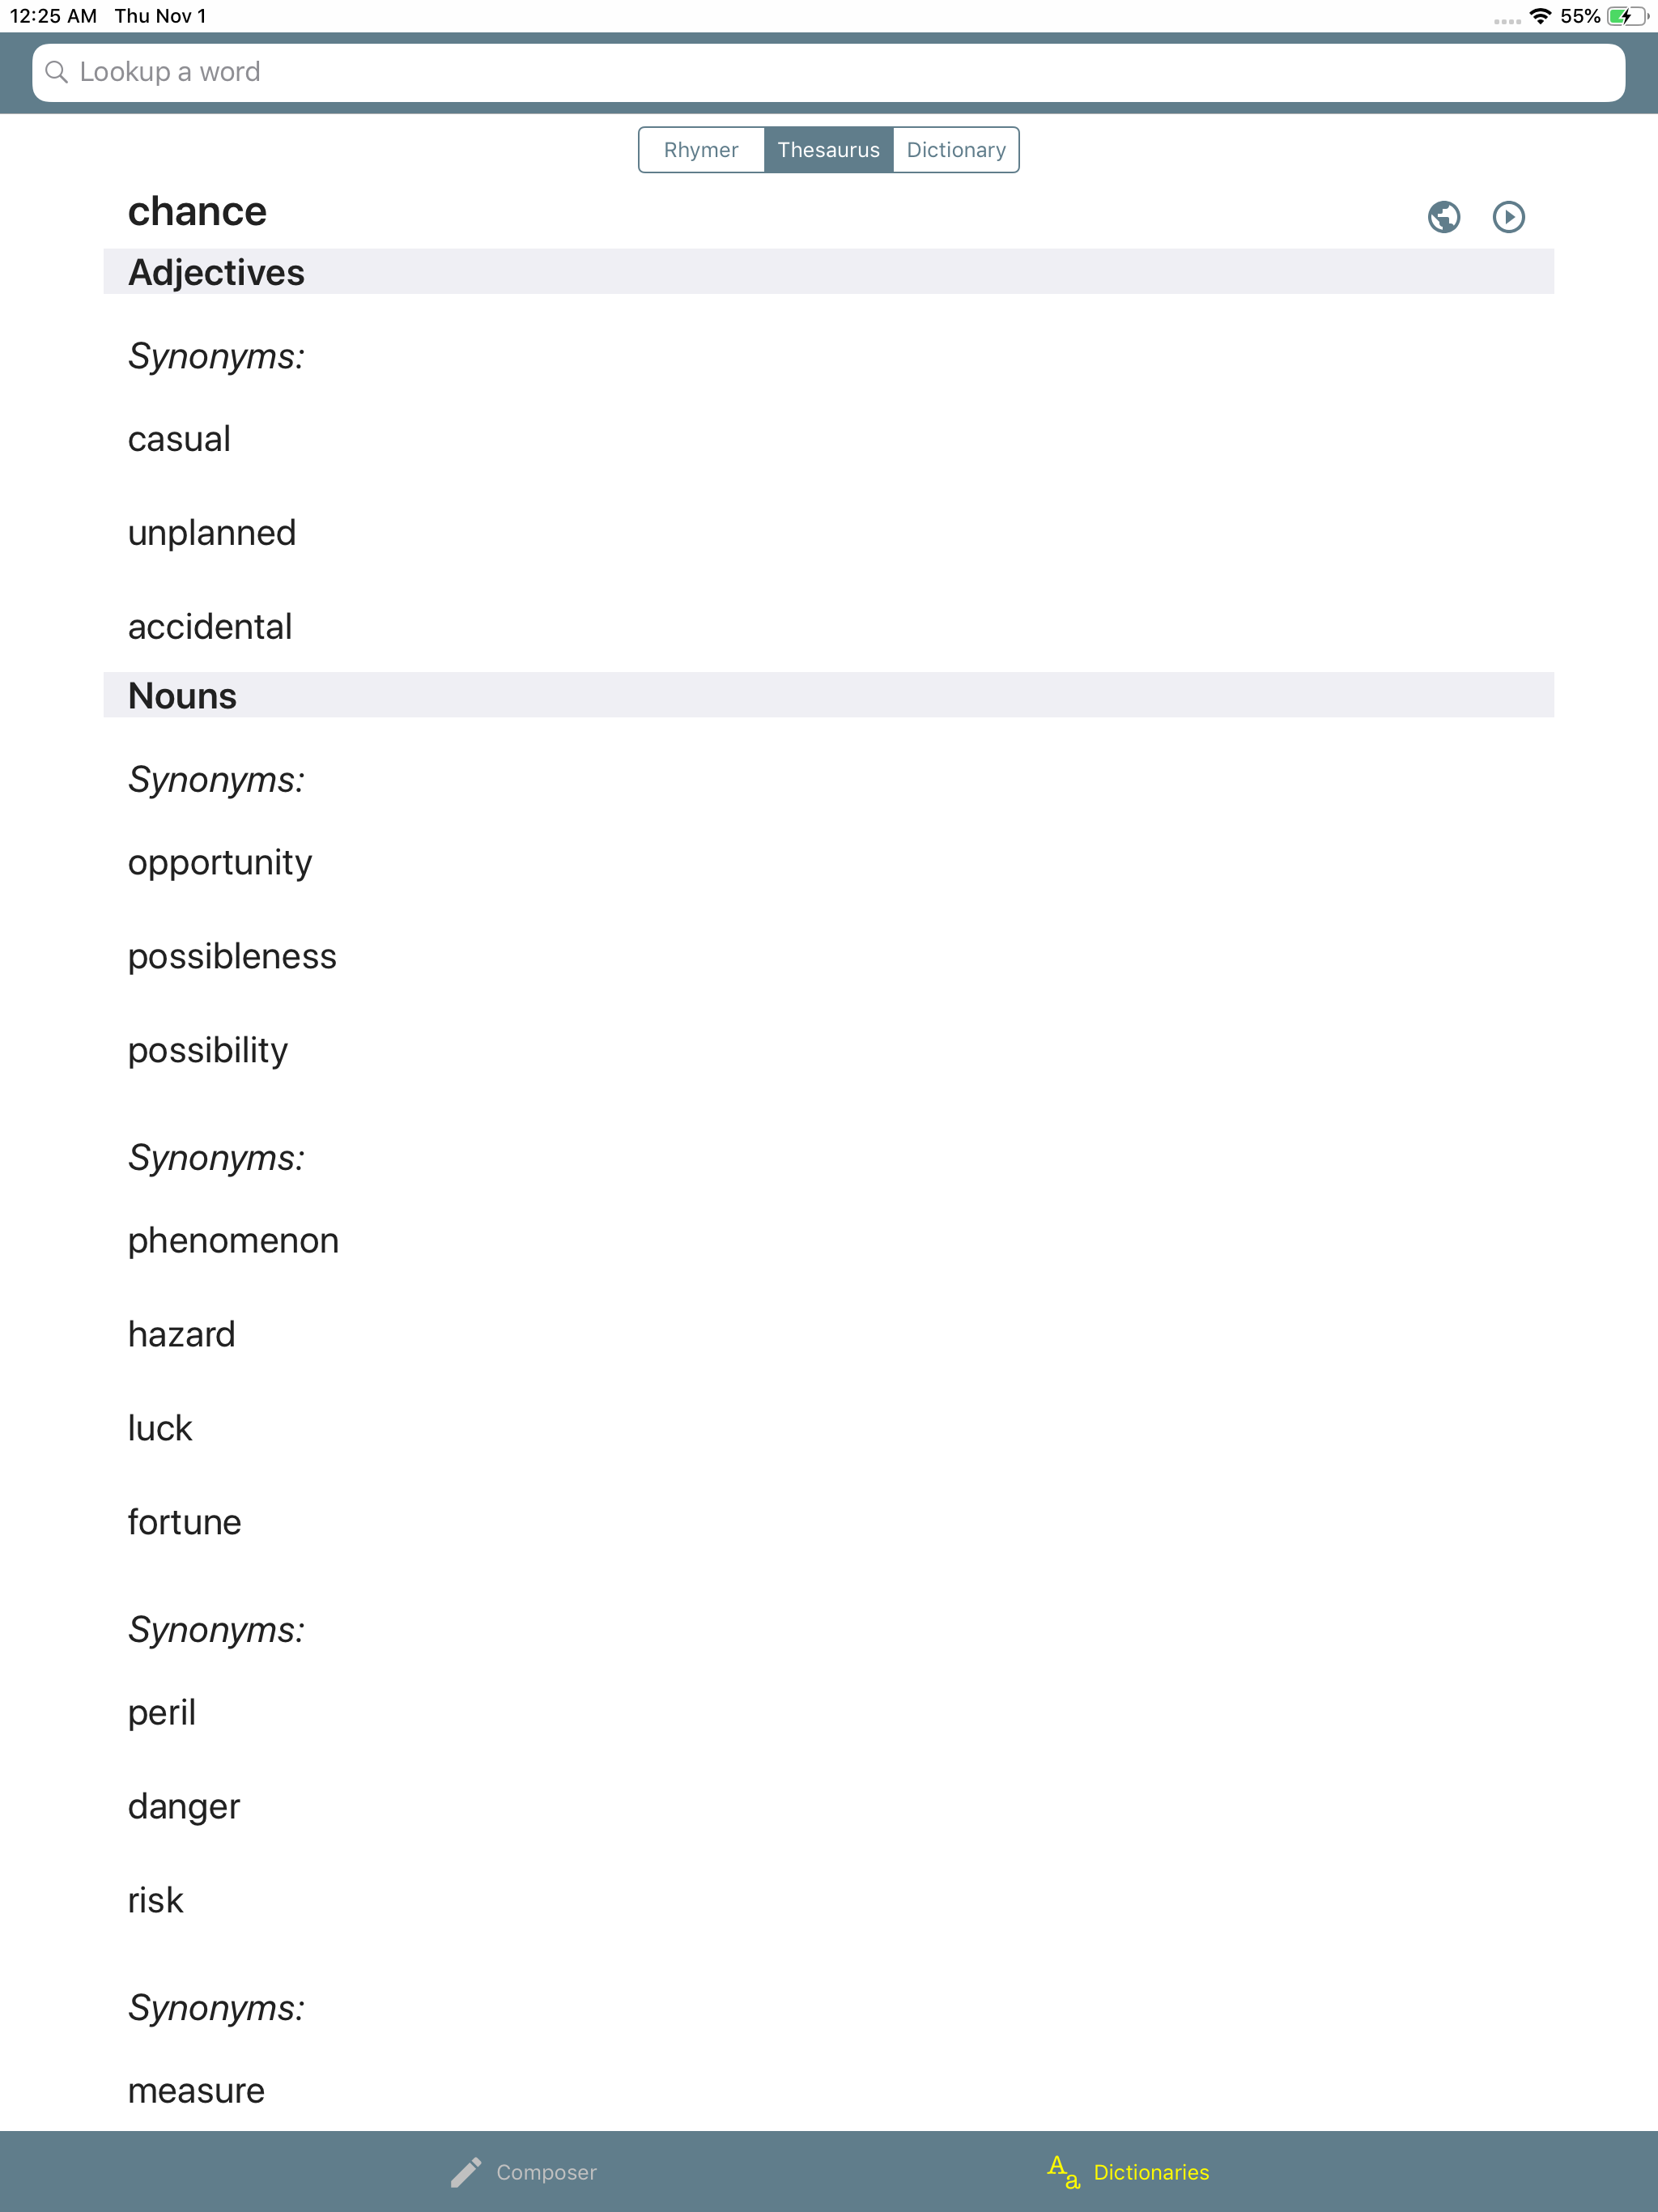 12:25 AM Thu Nov 1 55%
Lookup a word
Rhymer Thesaurus Dictionary
chance
Adjectives
Synonyms:
casual
unplanned
accidental
Nouns
Synonyms:
opportunity
possibleness
possibility
Synonyms:
phenomenon
hazard
luck
fortune
Synonyms:
peril
danger
risk
Synonyms:
measure
Composer Aa Dictionaries